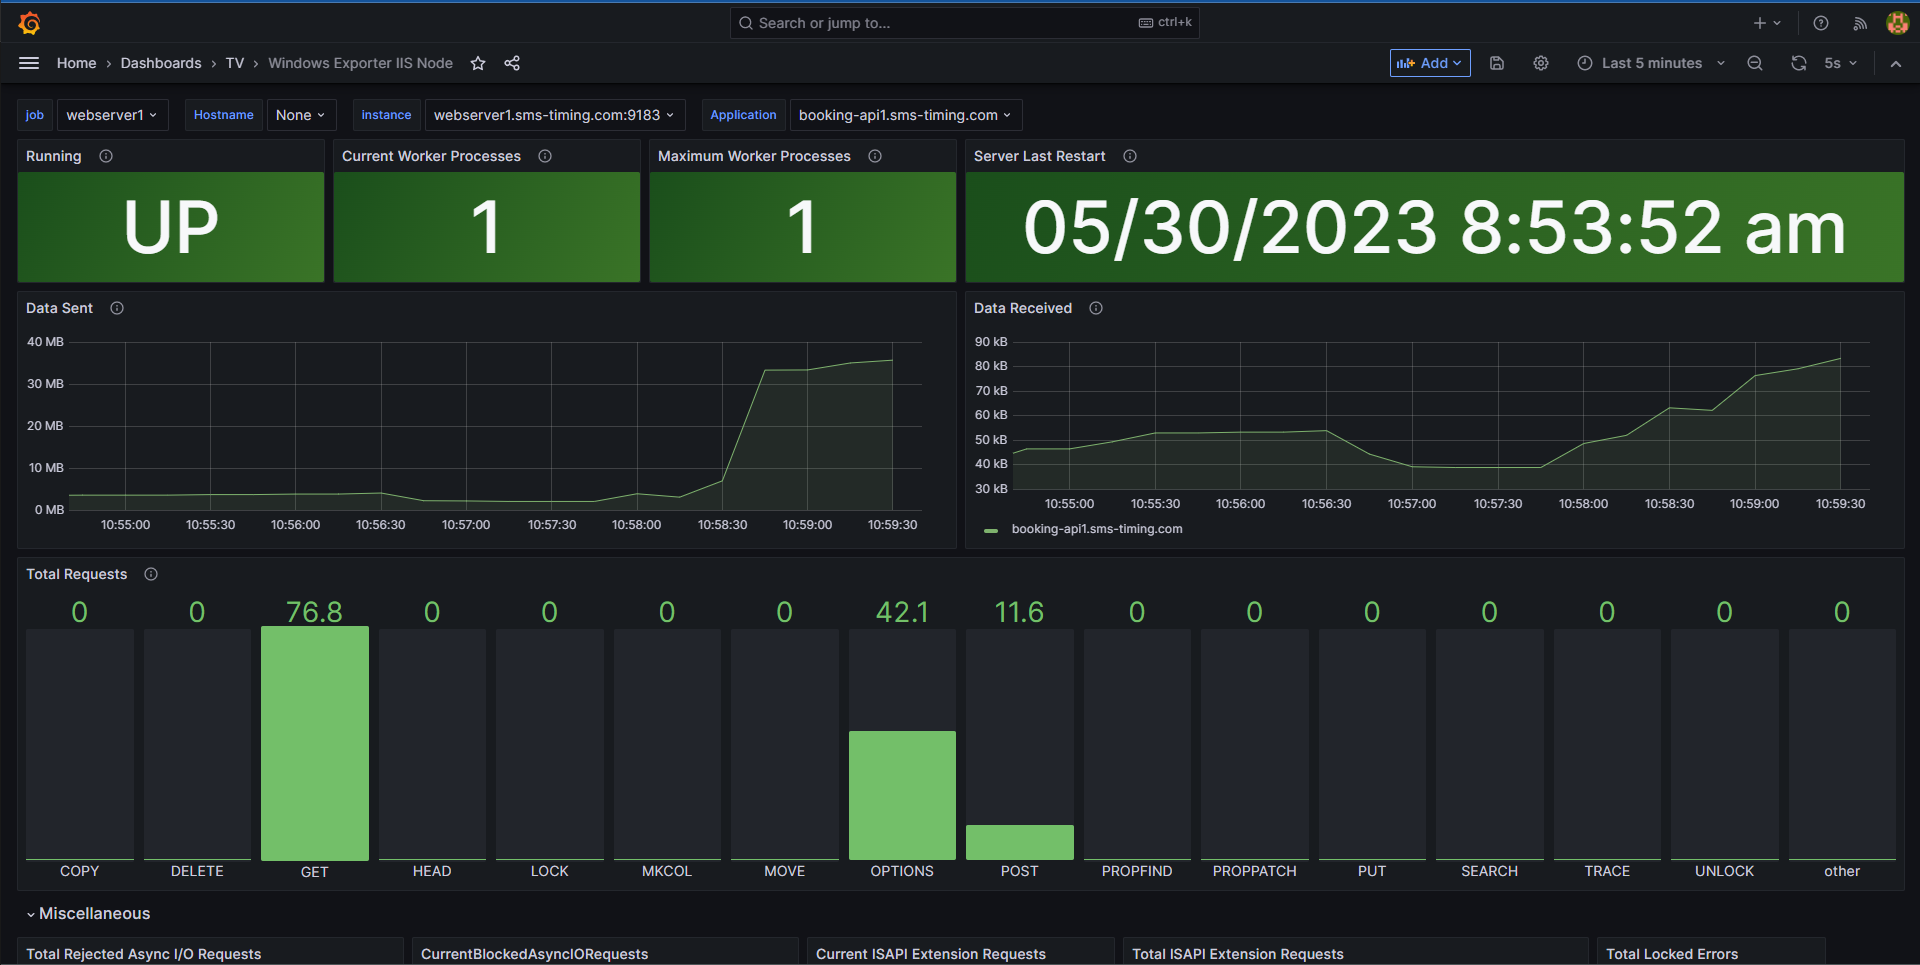 Search or jump to...
ctrl+k
Home › Dashboards › TV › Windows Exporter IIS Node
Add
Last 5 minutes
5s
job webserver1
Hostname None
instance webserver1.sms-timing.com:9183
Application booking-api1.sms-timing.com
Running
UP
Current Worker Processes
1
Maximum Worker Processes
1
Server Last Restart
05/30/2023 8:53:52 am
Data Sent
40 MB
30 MB
20 MB
10 MB
0 MB
10:55:00 10:55:30 10:56:00 10:56:30 10:57:00 10:57:30 10:58:00 10:58:30 10:59:00 10:59:30
Data Received
90 kB
80 kB
70 kB
60 kB
50 kB
40 kB
30 kB
10:55:00 10:55:30 10:56:00 10:56:30 10:57:00 10:57:30 10:58:00 10:58:30 10:59:00 10:59:30
booking-api1.sms-timing.com
Total Requests
0 0 76.8 0 0 0 0 42.1 11.6 0 0 0 0 0 0 0
COPY DELETE GET HEAD LOCK MKCOL MOVE OPTIONS POST PROPFIND PROPPATCH PUT SEARCH TRACE UNLOCK other
Miscellaneous
Total Rejected Async I/O Requests
CurrentBlockedAsyncIORequests
Current ISAPI Extension Requests
Total ISAPI Extension Requests
Total Locked Errors